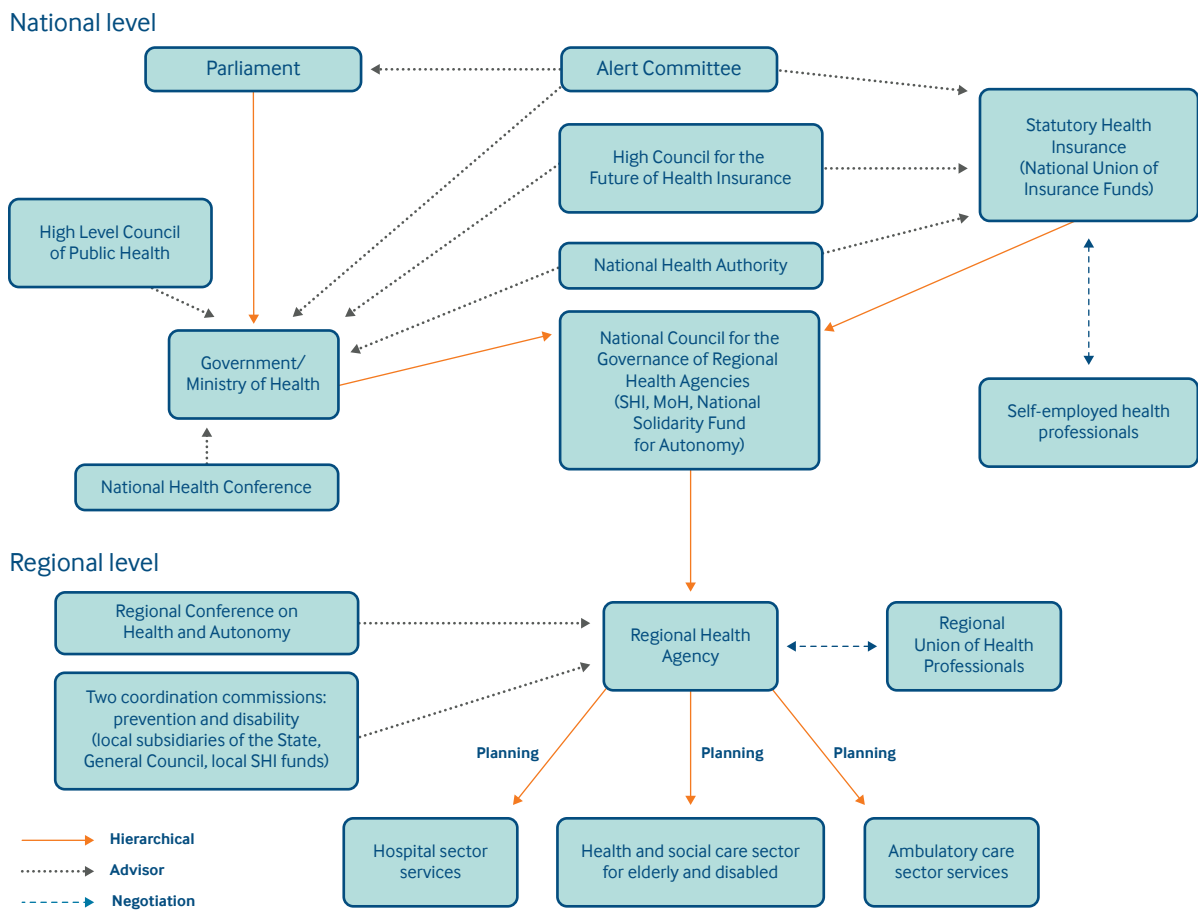 National level
Parliament
Alert Committee
Statutory Health
Insurance
(National Union of
Insurance Funds)
High Council for the
Future of Health Insurance
High Level Council
of Public Health
National Health Authority
Government/
Ministry of Health
National Council for the
Governance of Regional
Health Agencies
(SHI, MoH, National
Solidarity Fund
for Autonomy)
Self-employed health
professionals
National Health Conference
Regional level
Regional Conference on
Health and Autonomy
Regional Health
Agency
Regional
Union of Health
Professionals
Two coordination commissions:
prevention and disability
(local subsidiaries of the State,
General Council, local SHI funds)
Planning
Planning
Planning
Hospital sector
services
Health and social care sector
for elderly and disabled
Ambulatory care
sector services
Hierarchical
Advisor
Negotiation